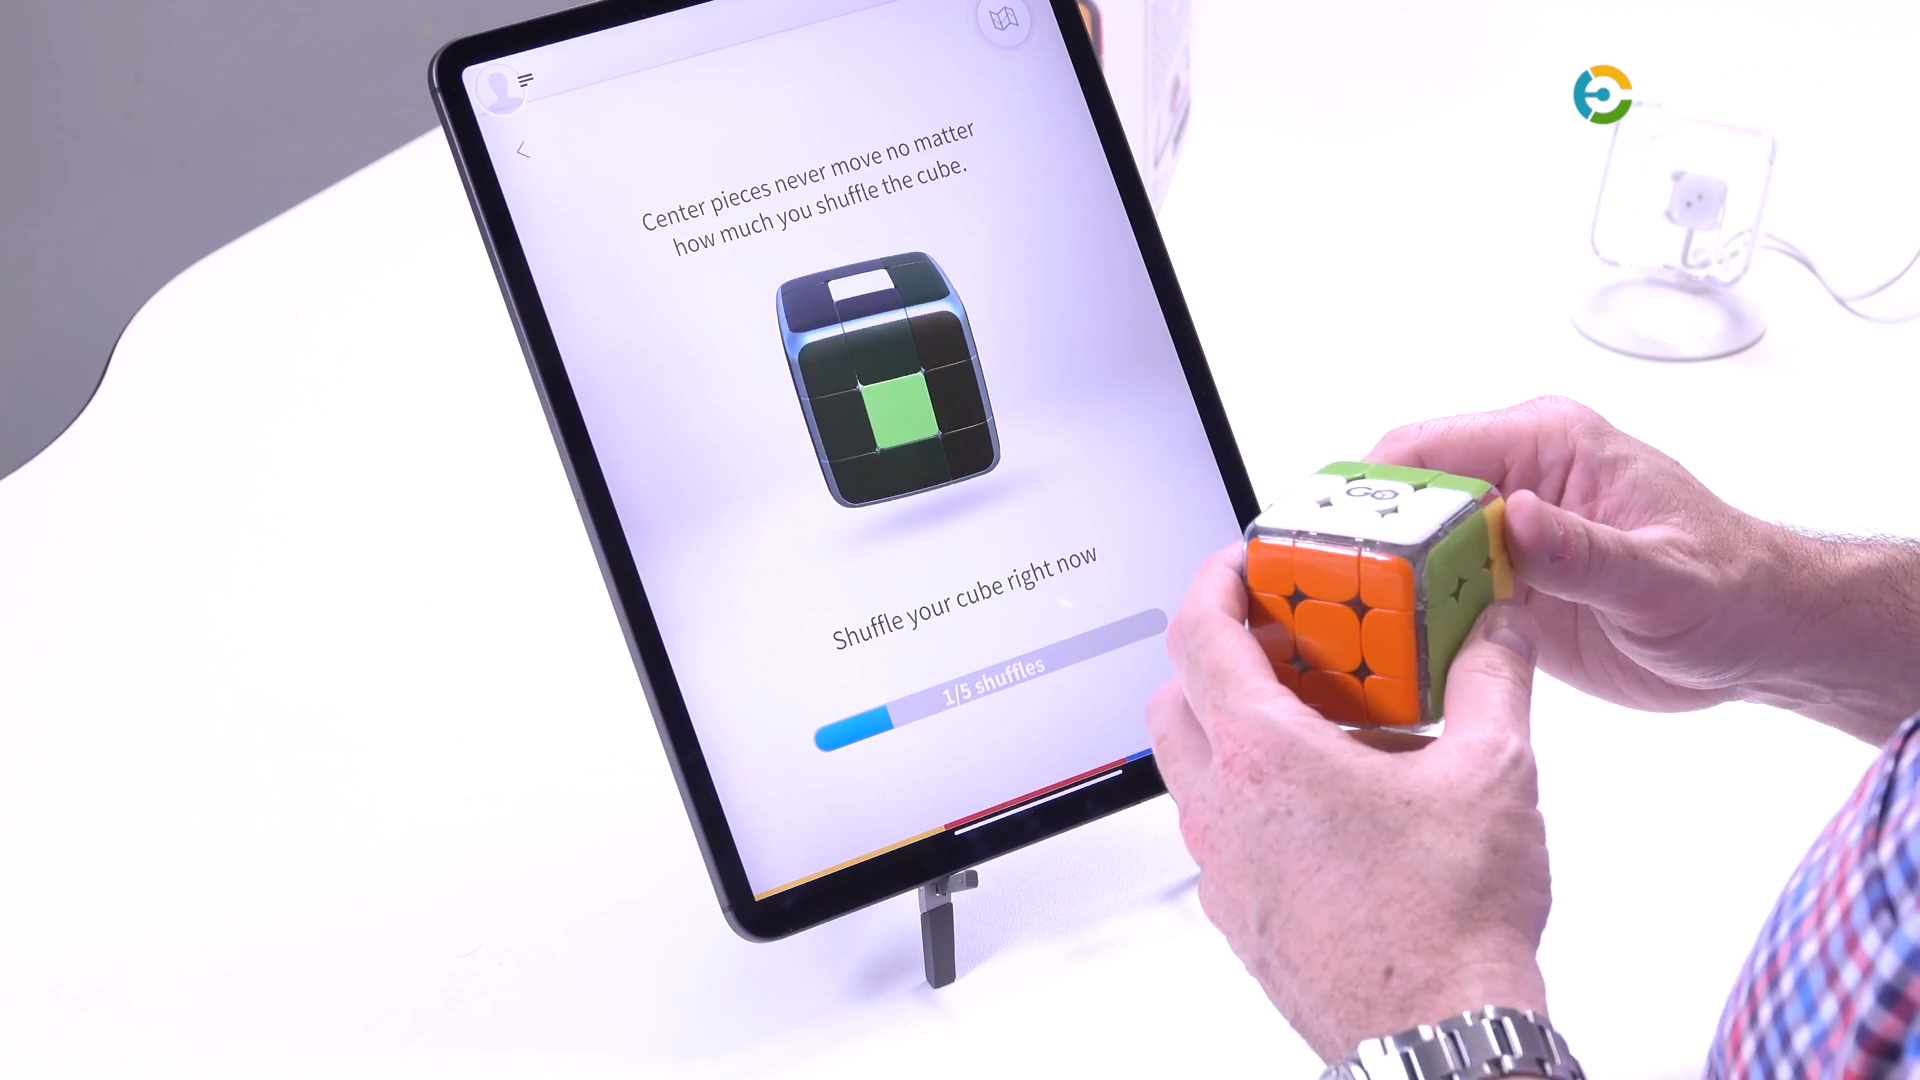 Center pieces never move no matter
how much you shuffle the cube.
Shuffle your cube right now
1/5 shuffles
GO